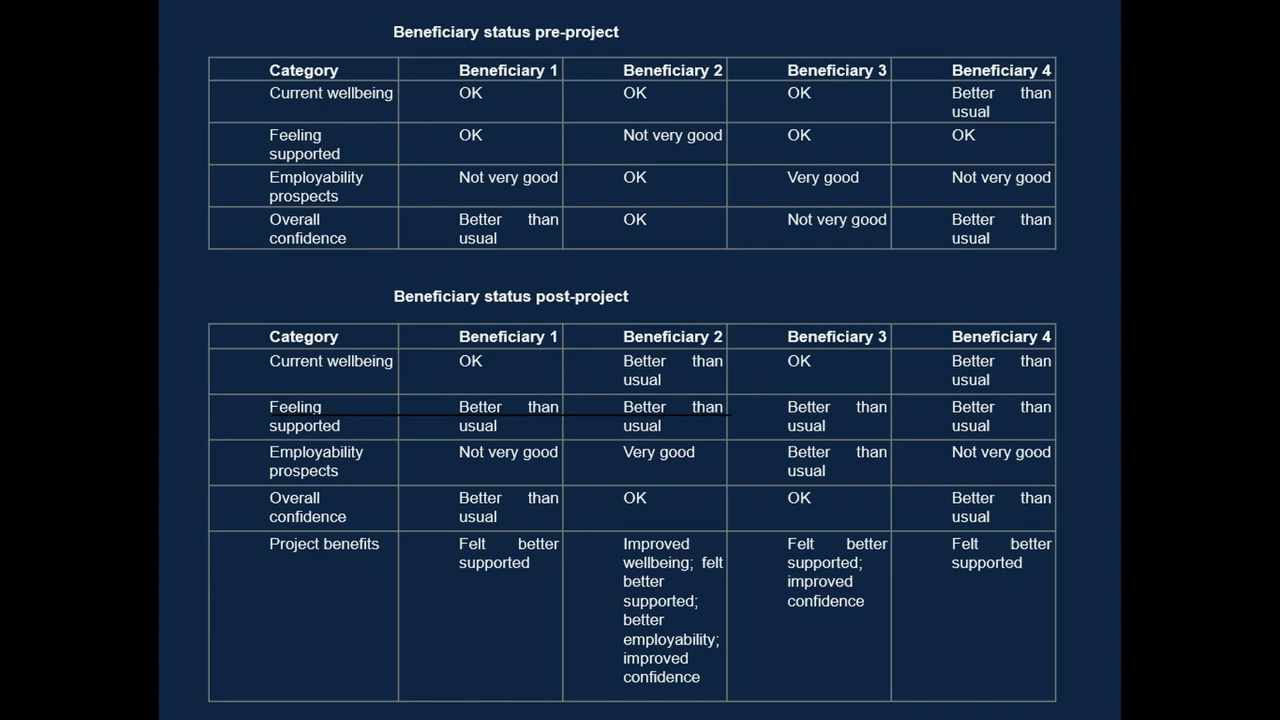 Beneficiary status pre-project
Category Beneficiary 1 Beneficiary 2 Beneficiary 3 Beneficiary 4
Current wellbeing OK OK OK Better than usual
Feeling supported OK Not very good OK OK
Employability prospects Not very good OK Very good Not very good
Overall confidence Better than usual OK Not very good Better than usual
Beneficiary status post-project
Category Beneficiary 1 Beneficiary 2 Beneficiary 3 Beneficiary 4
Current wellbeing OK Better than usual OK Better than usual
Feeling supported Better than usual Better than usual Better than usual Better than usual
Employability prospects Not very good Very good Better than usual Not very good
Overall confidence Better than usual OK OK Better than usual
Project benefits Felt better supported Improved wellbeing; felt better supported; better employability; improved confidence Felt better supported; improved confidence Felt better supported